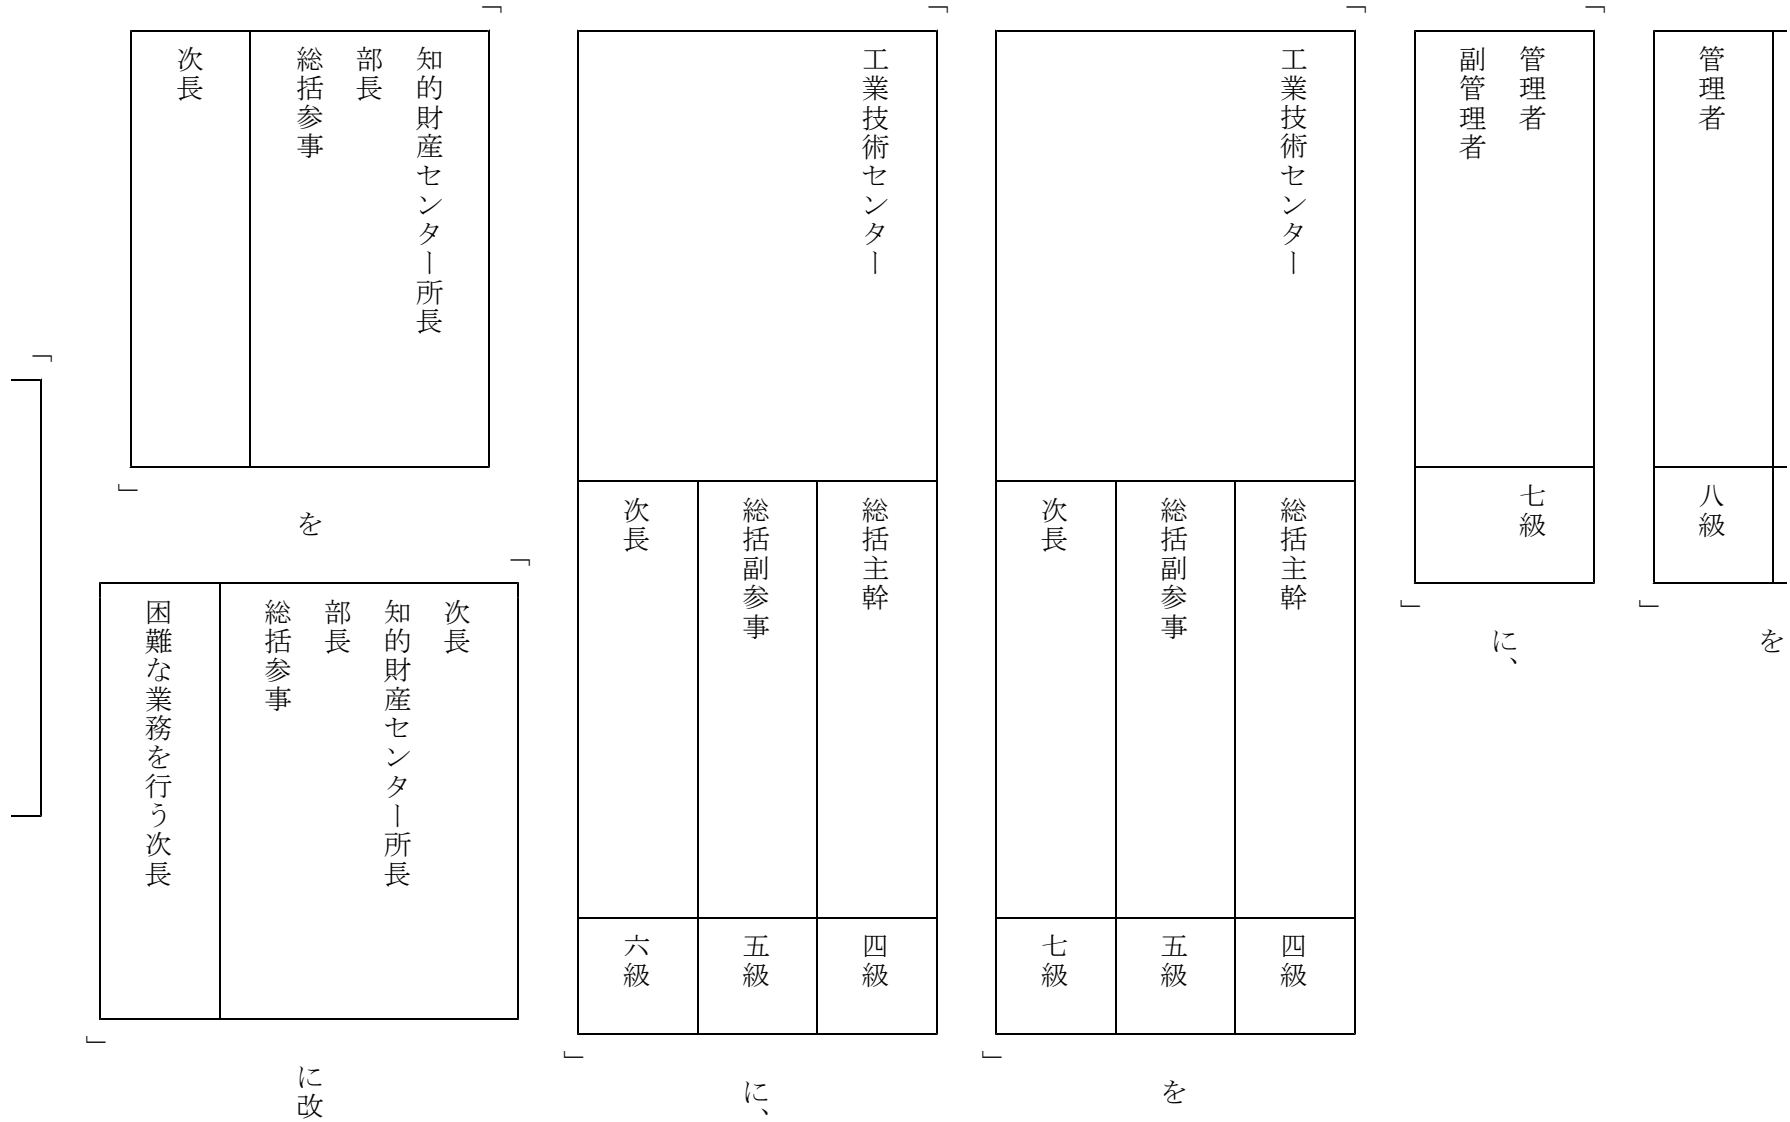 管理者
八級
を
「
管理者
副管理者
七級
」
に、
「
工業技術センター
総括主幹
四級
総括副参事
五級
次長
七級
」
を
「
工業技術センター
総括主幹
四級
総括副参事
五級
次長
六級
」
に、
「
知的財産センター所長
部長
総括参事
次長
」
を
「
次長
知的財産センター所長
部長
総括参事
困難な業務を行う次長
」
に改
「